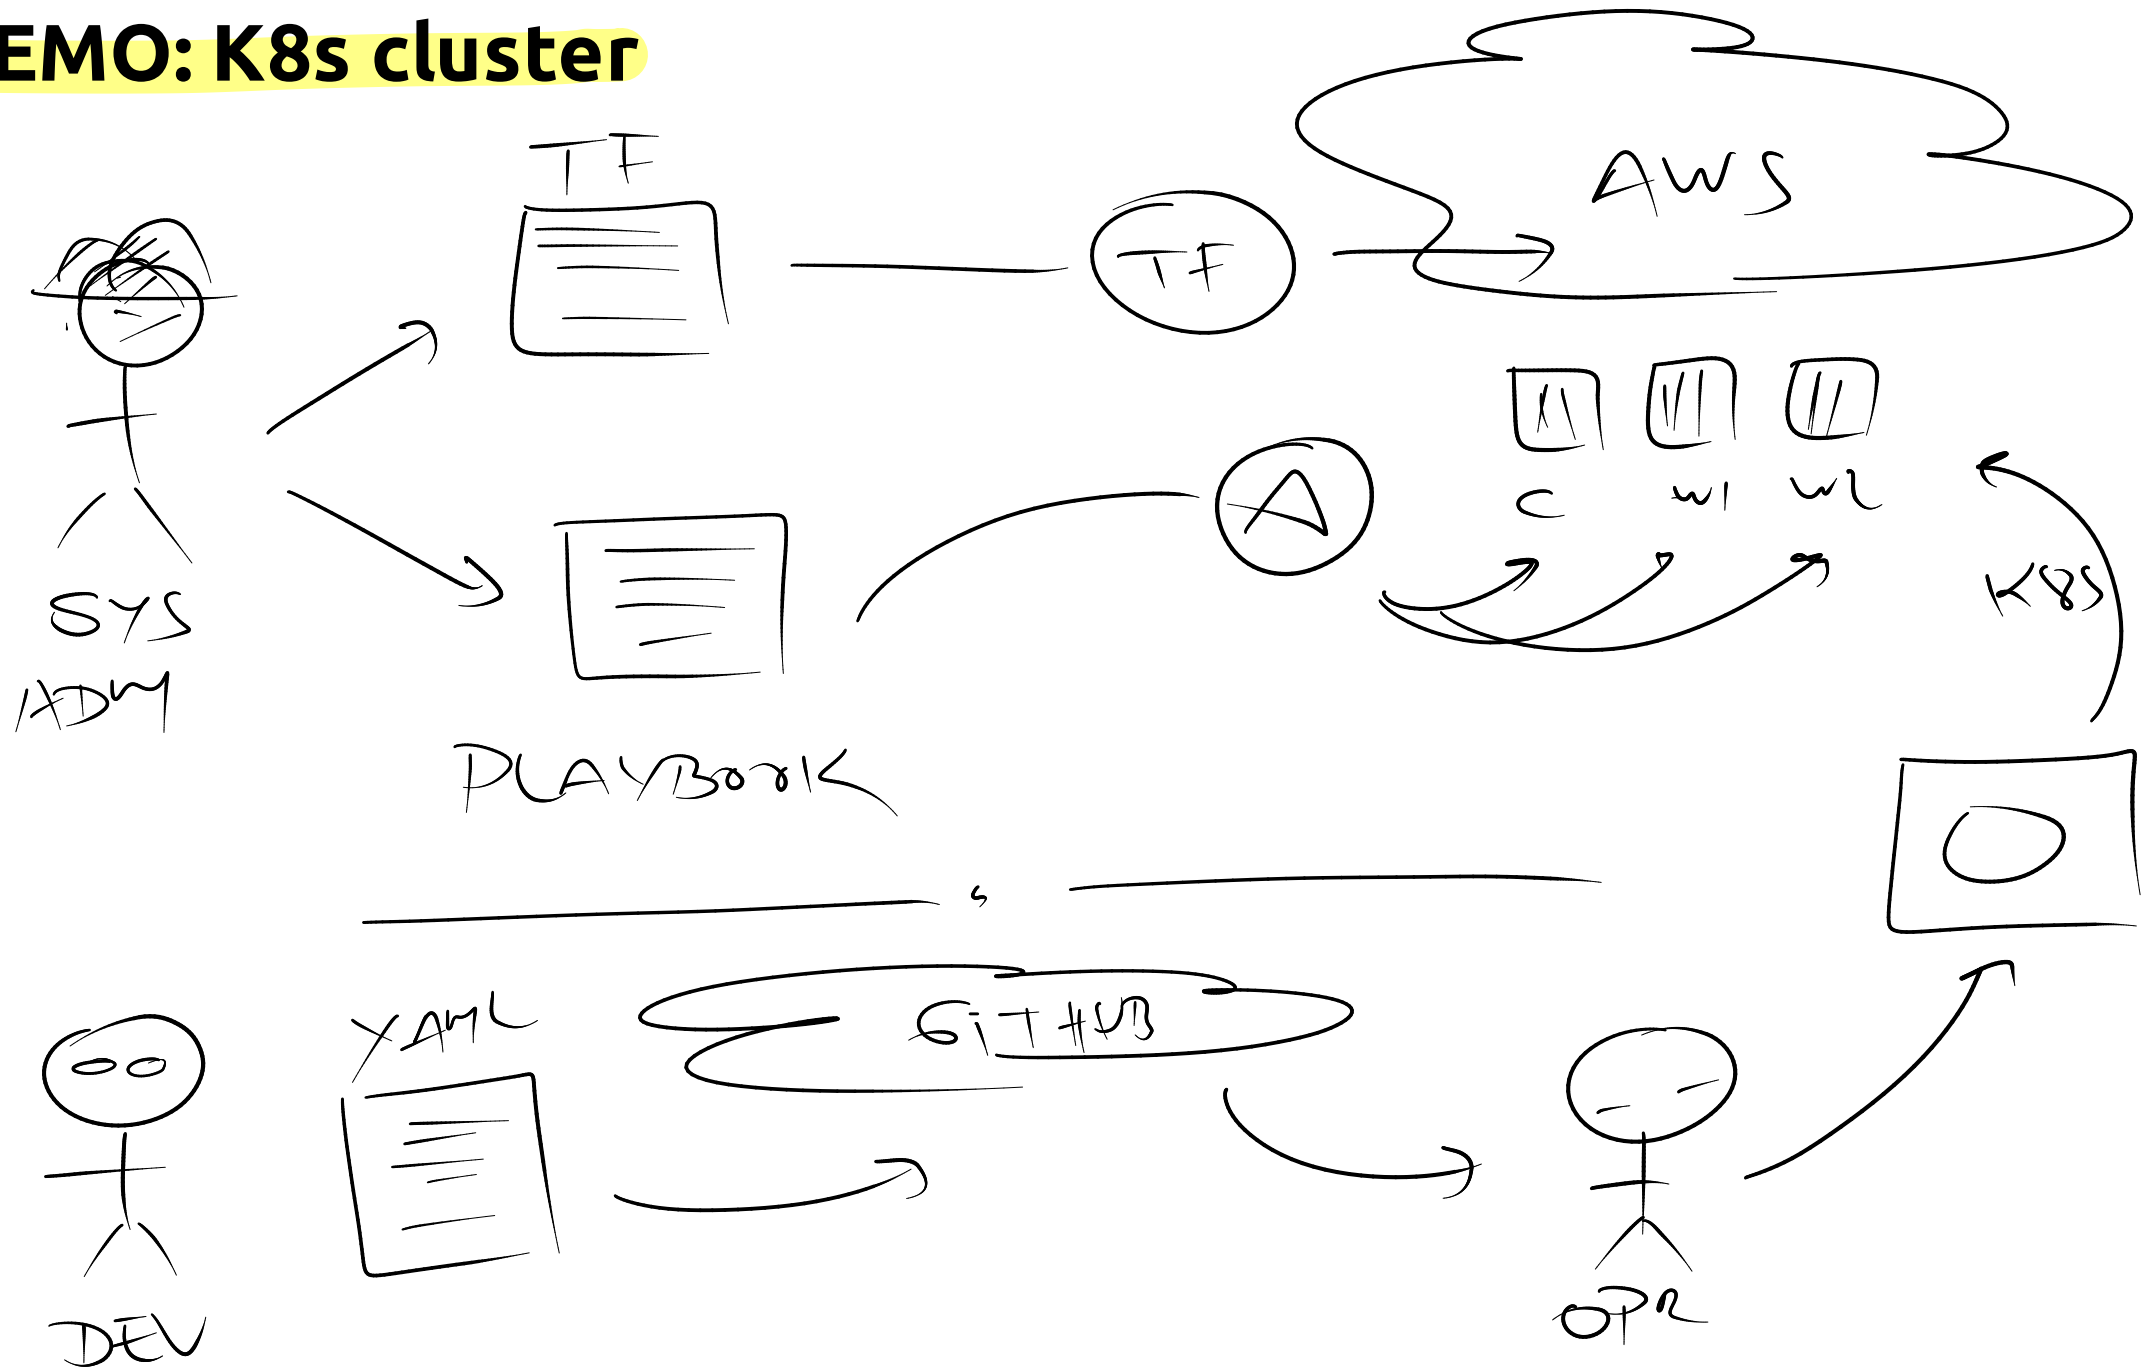 EMO: K8s cluster
TF
AWS
TF
A
C W1 W2
SYS
ADM
K8S
PLAYBOOK
YAML
GITHUB
DEV
OPR